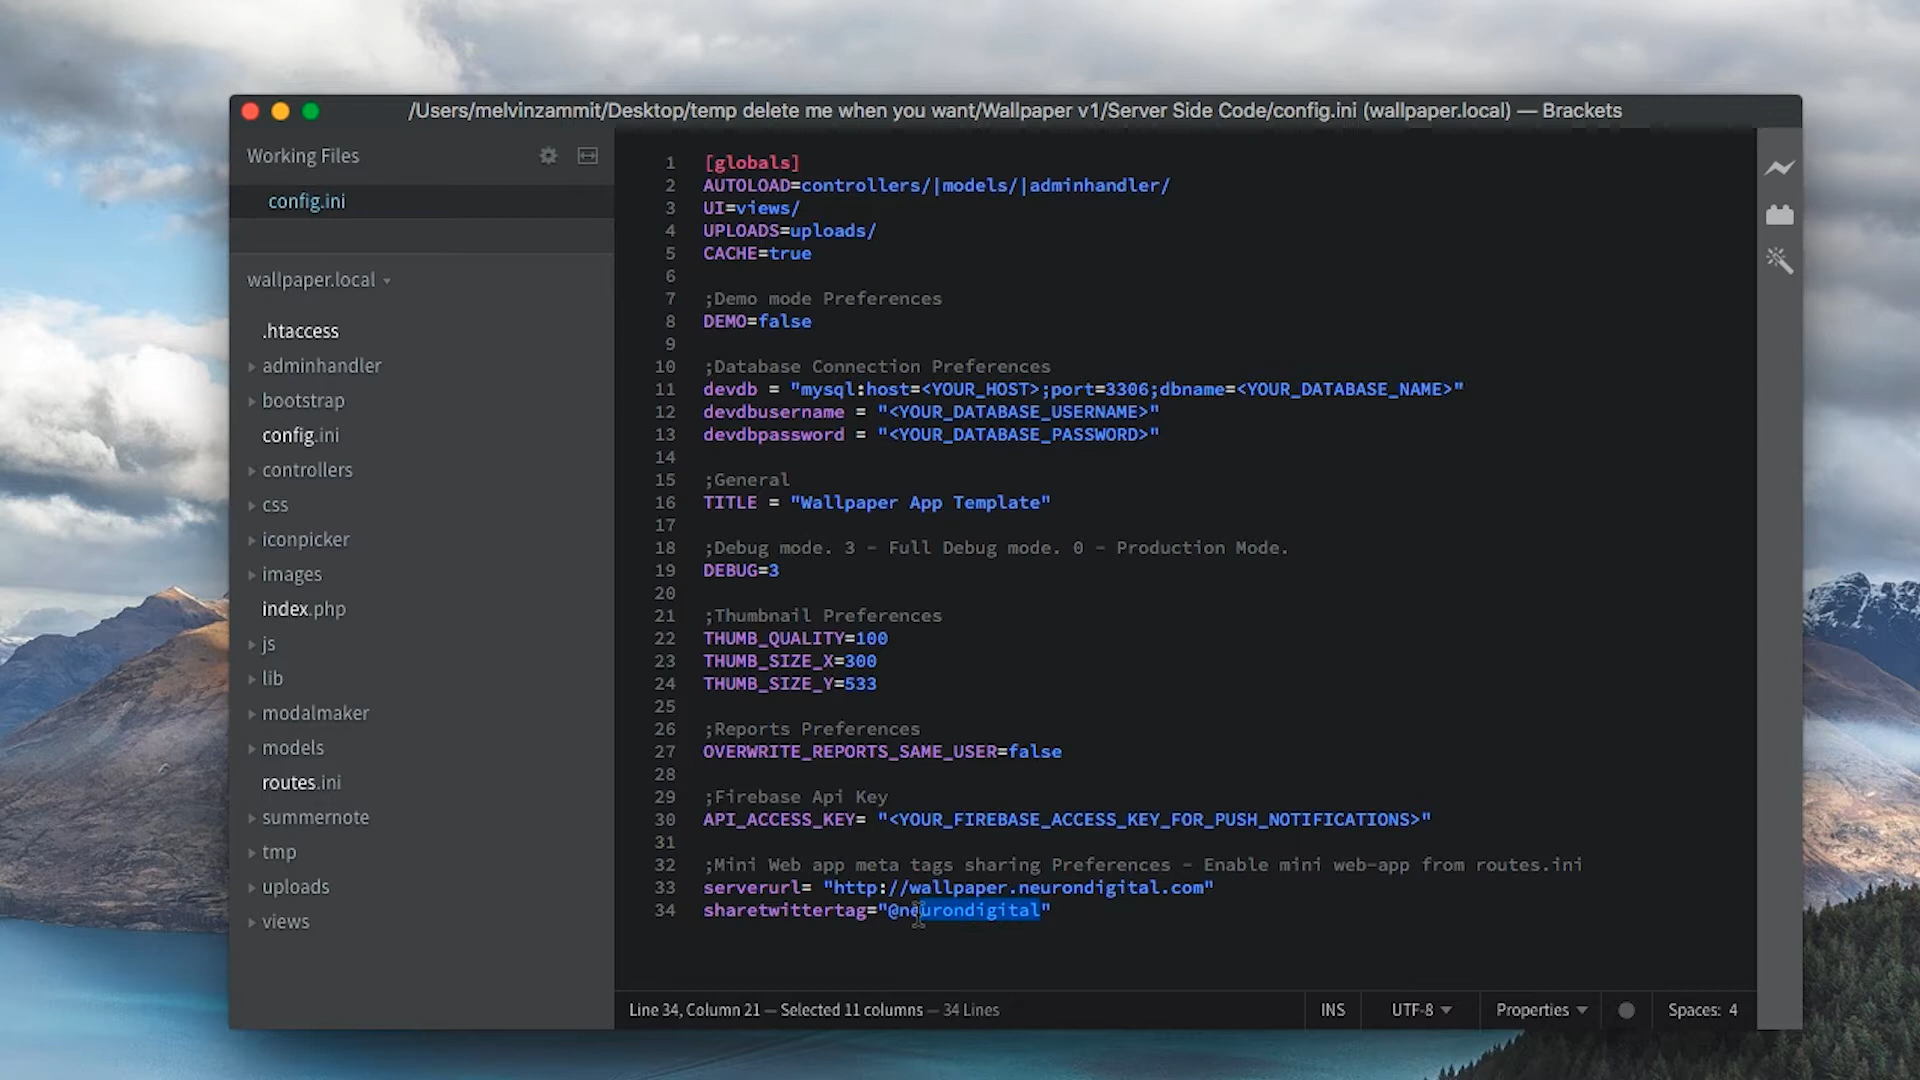 /Users/melvinzammit/Desktop/temp delete me when you want/Wallpaper v1/Server Side Code/config.ini (wallpaper.local) — Brackets
Working Files
config.ini
wallpaper.local
.htaccess
adminhandler
bootstrap
config.ini
controllers
css
iconpicker
images
index.php
js
lib
modalmaker
models
routes.ini
summernote
tmp
uploads
views
1 [globals]
2 AUTOLOAD=controllers/|models/|adminhandler/
3 UI=views/
4 UPLOADS=uploads/
5 CACHE=true
6
7 ;Demo mode Preferences
8 DEMO=false
9
10 ;Database Connection Preferences
11 devdb = "mysql:host=<YOUR_HOST>;port=3306;dbname=<YOUR_DATABASE_NAME>"
12 devdbusername = "<YOUR_DATABASE_USERNAME>"
13 devdbpassword = "<YOUR_DATABASE_PASSWORD>"
14
15 ;General
16 TITLE = "Wallpaper App Template"
17
18 ;Debug mode. 3 - Full Debug mode. 0 - Production Mode.
19 DEBUG=3
20
21 ;Thumbnail Preferences
22 THUMB_QUALITY=100
23 THUMB_SIZE_X=300
24 THUMB_SIZE_Y=533
25
26 ;Reports Preferences
27 OVERWRITE_REPORTS_SAME_USER=false
28
29 ;Firebase Api Key
30 API_ACCESS_KEY= "<YOUR_FIREBASE_ACCESS_KEY_FOR_PUSH_NOTIFICATIONS>"
31
32 ;Mini Web app meta tags sharing Preferences - Enable mini web-app from routes.ini
33 serverurl= "http://wallpaper.neurondigital.com"
34 sharetwittertag="@neurondigital"
Line 34, Column 21 — Selected 11 columns — 34 Lines
INS
UTF-8
Properties
Spaces: 4